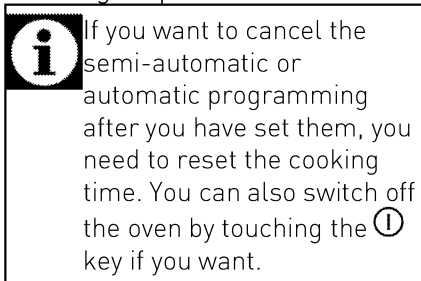 If you want to cancel the
semi-automatic or
automatic programming
after you have set them, you
need to reset the cooking
time. You can also switch off
the oven by touching the
key if you want.